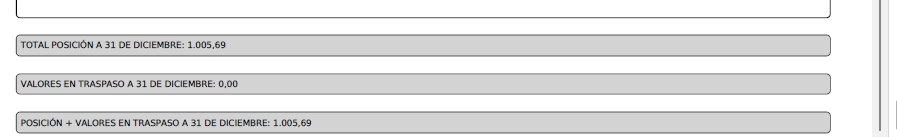 TOTAL POSICIÓN A 31 DE DICIEMBRE: 1.005,69
VALORES EN TRASPASO A 31 DE DICIEMBRE: 0,00
POSICIÓN + VALORES EN TRASPASO A 31 DE DICIEMBRE: 1.005,69